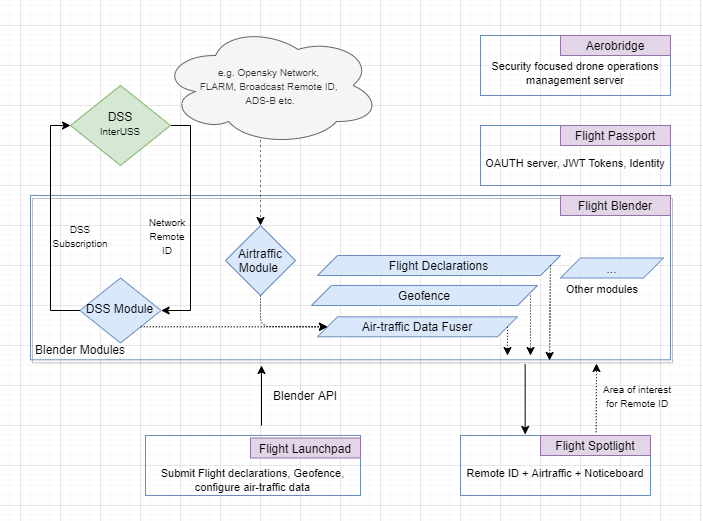 Aerobridge
Security focused drone operations
management server
e.g. Opensky Network,
FLARM, Broadcast Remote ID,
ADS-B etc.
DSS
InterUSS
Flight Passport
OAUTH server, JWT Tokens, Identity
Flight Blender
DSS
Subscription
Network
Remote
ID
Airtraffic
Module
Flight Declarations
...
Other modules
Geofence
DSS Module
Air-traffic Data Fuser
Blender Modules
Blender API
Area of interest
for Remote ID
Flight Launchpad
Submit Flight declarations, Geofence,
configure air-traffic data
Flight Spotlight
Remote ID + Airtraffic + Noticeboard